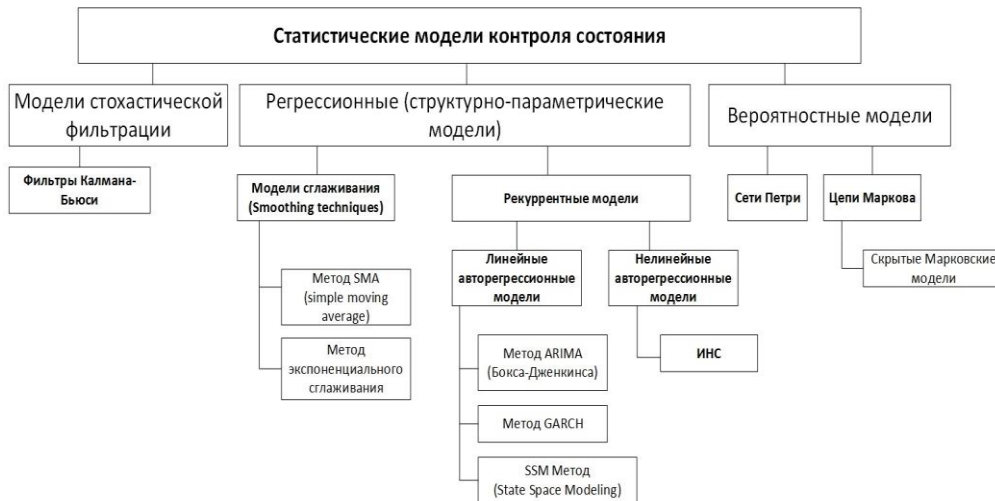 Статистические модели контроля состояния
Модели стохастической
фильтрации
Регрессионные (структурно-параметрические
модели)
Вероятностные модели
Фильтры Калмана-
Бьюси
Модели сглаживания
(Smoothing techniques)
Рекуррентные модели
Сети Петри
Цепи Маркова
Линейные
авторегрессионные
модели
Нелинейные
авторегрессионные
модели
Скрытые Марковские
модели
Метод SMA
(simple moving
average)
Метод
экспоненциального
сглаживания
Метод ARIMA
(Бокса-Дженкинса)
ИНС
Метод GARCH
SSM Метод
(State Space Modeling)